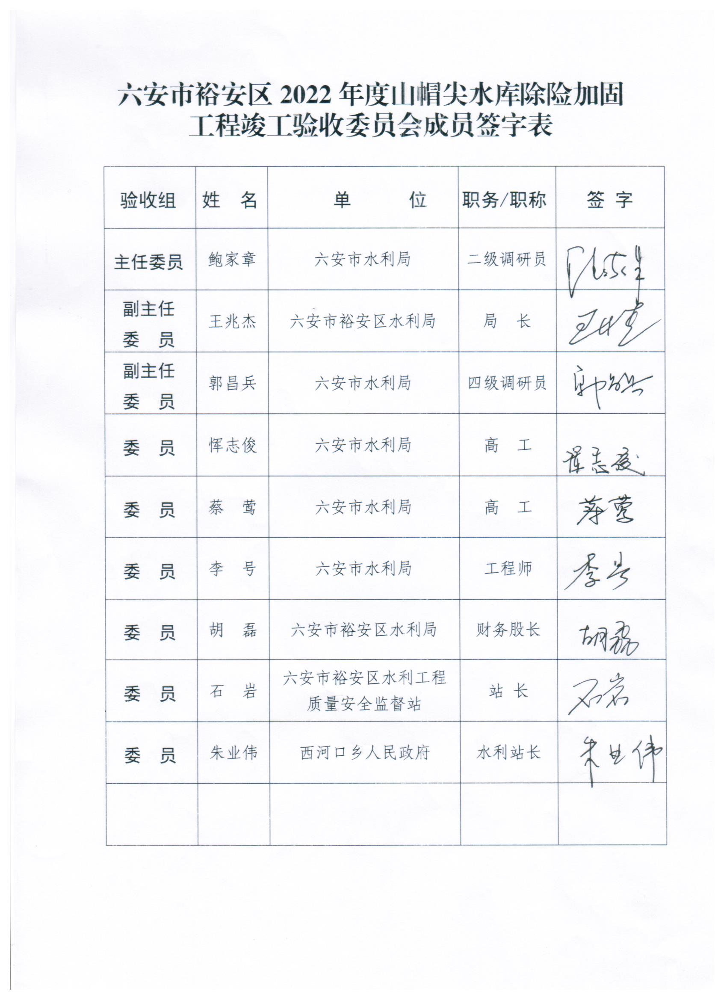 六安市裕安区 2022 年度山帽尖水库除险加固
工程竣工验收委员会成员签字表
验收组 姓 名 单 位 职务/职称 签 字
主任委员 鲍家章 六安市水利局 二级调研员
副主任
委 员 王兆杰 六安市裕安区水利局 局 长
副主任
委 员 郭昌兵 六安市水利局 四级调研员
委 员 恽志俊 六安市水利局 高 工
委 员 蔡 莺 六安市水利局 高 工 蔡莺
委 员 李 号 六安市水利局 工程师 李号
委 员 胡 磊 六安市裕安区水利局 财务股长 胡磊
委 员 石 岩 六安市裕安区水利工程
质量安全监督站 站 长 石岩
委 员 朱业伟 西河口乡人民政府 水利站长 朱业伟